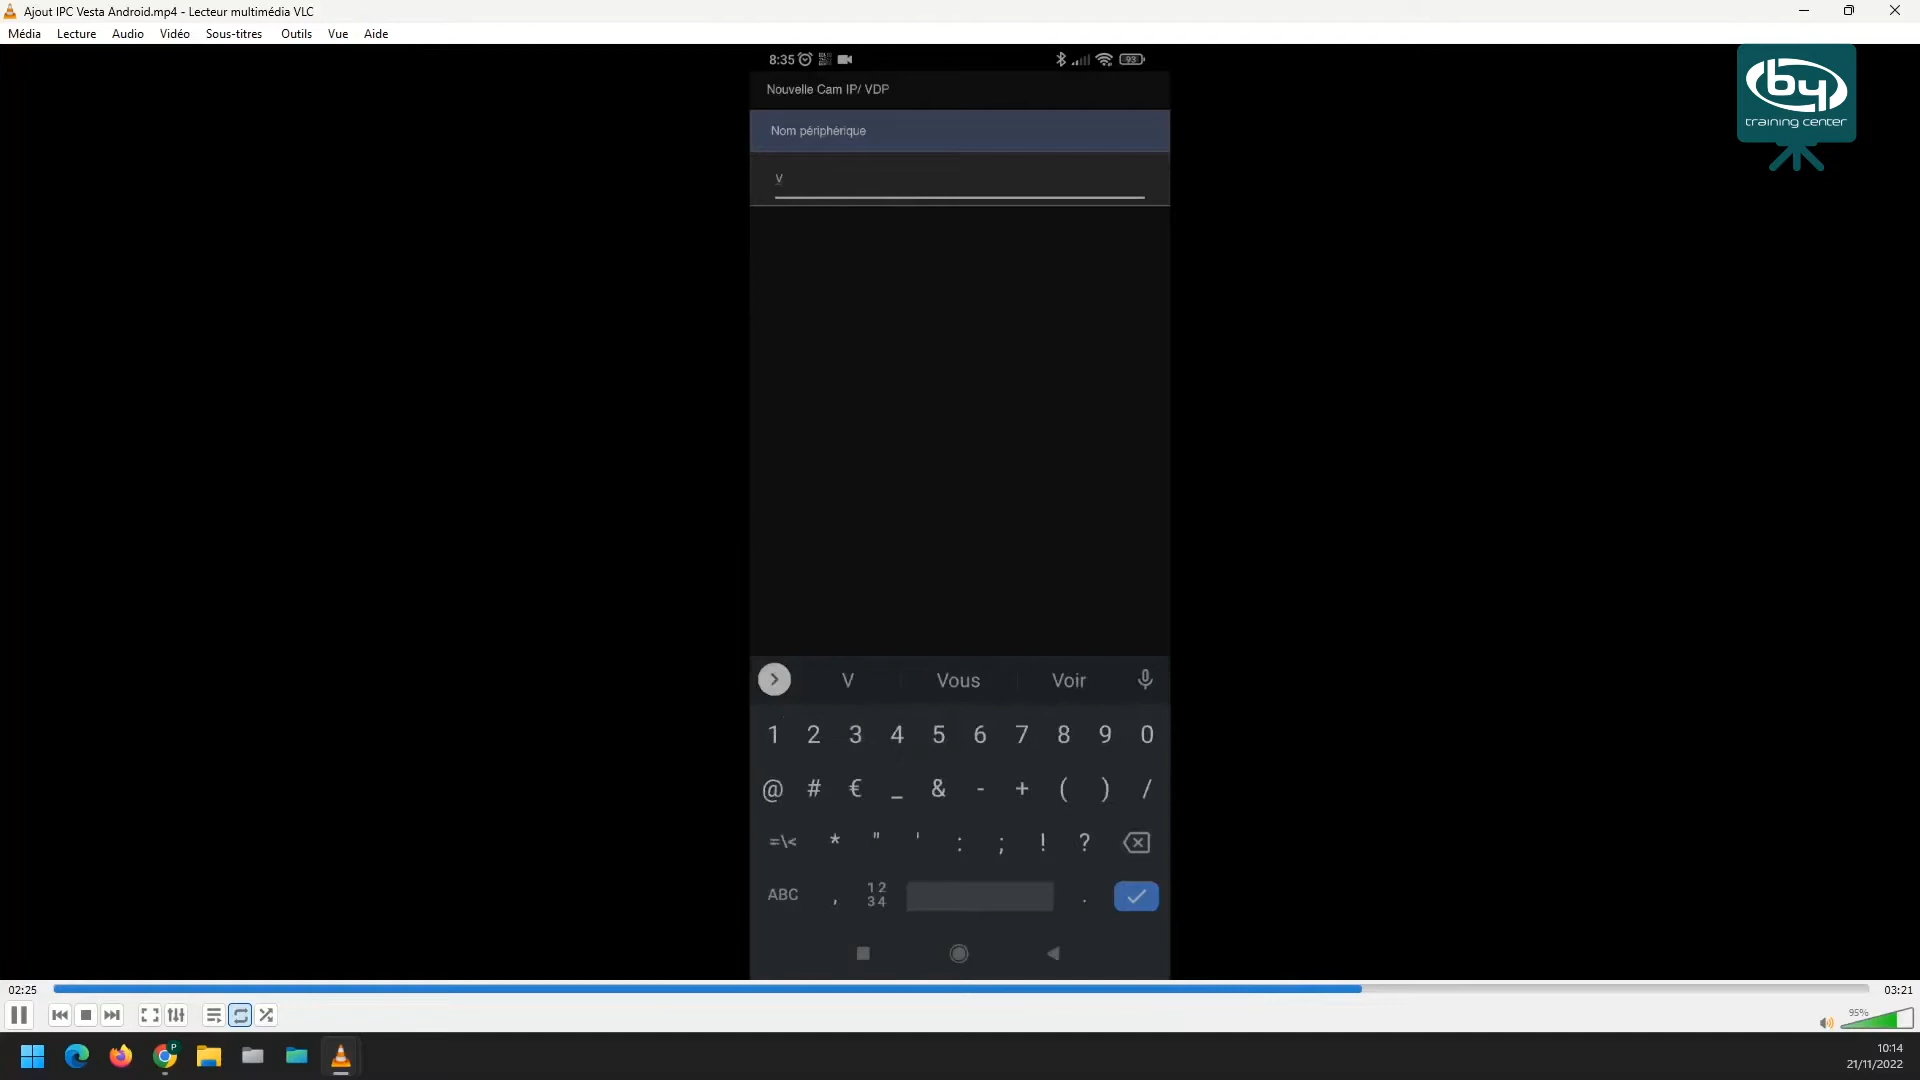 Ajout IPC Vesta Android.mp4 - Lecteur multimédia VLC
Média Lecture Audio Vidéo Sous-titres Outils Vue Aide
8:35 93
by
training center
Nouvelle Cam IP/ VDP
Nom périphérique
v
V Vous Voir
1 2 3 4 5 6 7 8 9 0
@ # € _ & - + ( ) /
=\< * " ' : ; ! ?
ABC , 12 34 .
02:25 03:21
95%
P
10:14
21/11/2022